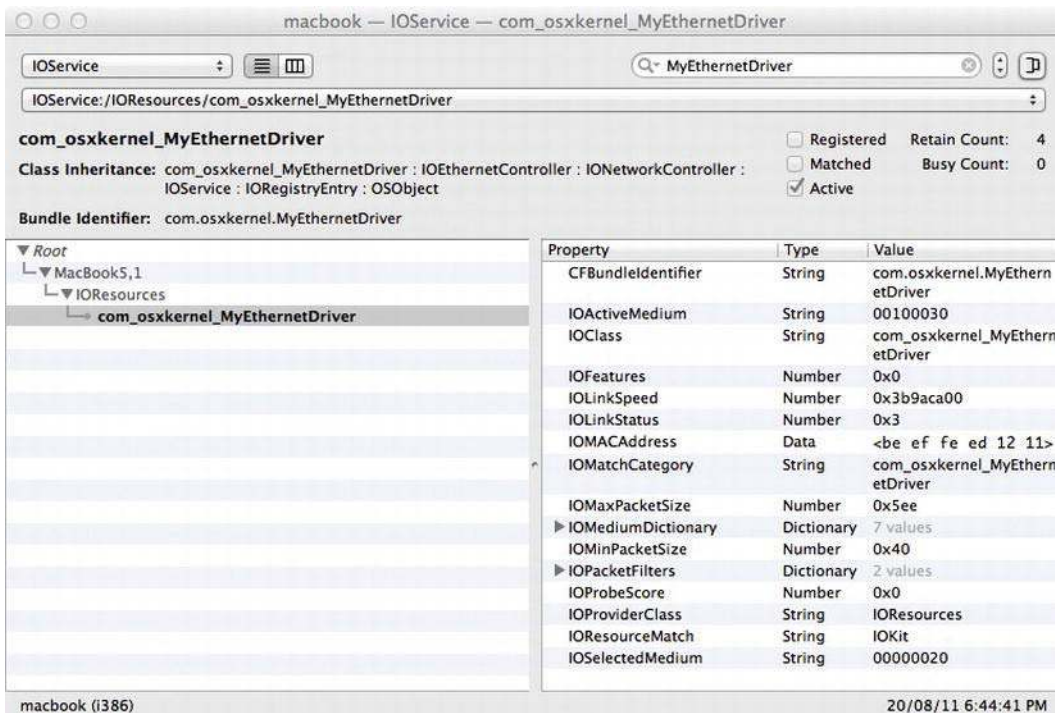 macbook — IOService — com_osxkernel_MyEthernetDriver
IOService
MyEthernetDriver
IOService:/IOResources/com_osxkernel_MyEthernetDriver
com_osxkernel_MyEthernetDriver
Registered Retain Count: 4
Class Inheritance: com_osxkernel_MyEthernetDriver : IOEthernetController : IONetworkController :
IOService : IORegistryEntry : OSObject
Matched Busy Count: 0
Active
Bundle Identifier: com.osxkernel.MyEthernetDriver
Root
MacBook5,1
IOResources
com_osxkernel_MyEthernetDriver
Property Type Value
CFBundleIdentifier String com.osxkernel.MyEthern
etDriver
IOActiveMedium String 00100030
IOClass String com_osxkernel_MyEthern
etDriver
IOFeatures Number 0x0
IOLinkSpeed Number 0x3b9aca00
IOLinkStatus Number 0x3
IOMACAddress Data <be ef fe ed 12 11>
IOMatchCategory String com_osxkernel_MyEthern
etDriver
IOMaxPacketSize Number 0x5ee
IOMediumDictionary Dictionary 7 values
IOMinPacketSize Number 0x40
IOPacketFilters Dictionary 2 values
IOProbeScore Number 0x0
IOProviderClass String IOResources
IOResourceMatch String IOKit
IOSelectedMedium String 00000020
macbook (i386) 20/08/11 6:44:41 PM